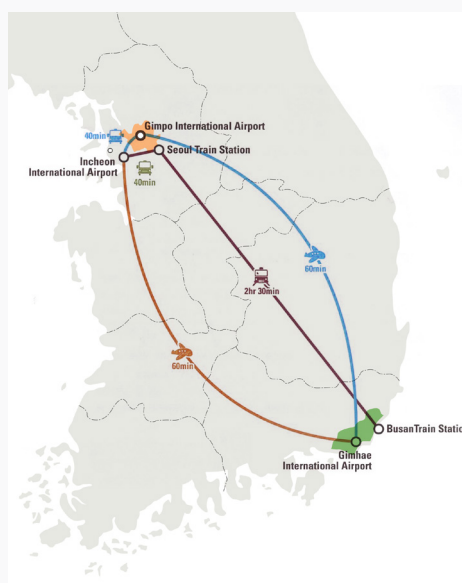 Gimpo International Airport
40min
Seoul Train Station
Incheon
International Airport
40min
60min
2hr 30min
60min
BusanTrain Statio
Gimhae
International Airport